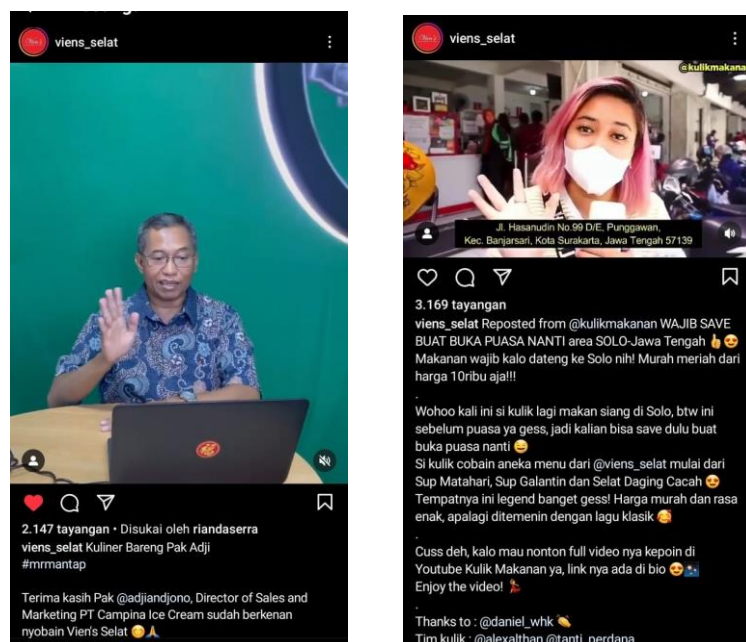 viens_selat
2.147 tayangan • Disukai oleh riandaserra
viens_selat Kuliner Bareng Pak Adji
#mrmantap
Terima kasih Pak @adjiandjono, Director of Sales and
Marketing PT Campina Ice Cream sudah berkenan
nyobain Vien's Selat 😊🙏
viens_selat
@kulikmakana
Jl. Hasanudin No.99 D/E, Punggawan,
Kec. Banjarsari, Kota Surakarta, Jawa Tengah 57139
3.169 tayangan
viens_selat Reposted from @kulikmakanan WAJIB SAVE
BUAT BUKA PUASA NANTI area SOLO-Jawa Tengah 👍😍
Makanan wajib kalo dateng ke Solo nih! Murah meriah dari
harga 10ribu aja!!!
.
Wohoo kali ini si kulik lagi makan siang di Solo, btw ini
sebelum puasa ya gess, jadi kalian bisa save dulu buat
buka puasa nanti 😄
Si kulik cobain aneka menu dari @viens_selat mulai dari
Sup Matahari, Sup Galantin dan Selat Daging Cacah 😍
Tempatnya ini legend banget gess! Harga murah dan rasa
enak, apalagi ditemenin dengan lagu klasik 🥰
.
Cuss deh, kalo mau nonton full video nya kepoin di
Youtube Kulik Makanan ya, link nya ada di bio 😍🌌
Enjoy the video! 💃
.
Thanks to : @daniel_whk 👏
Tim kulik : @alexalthan @tanti_perdana